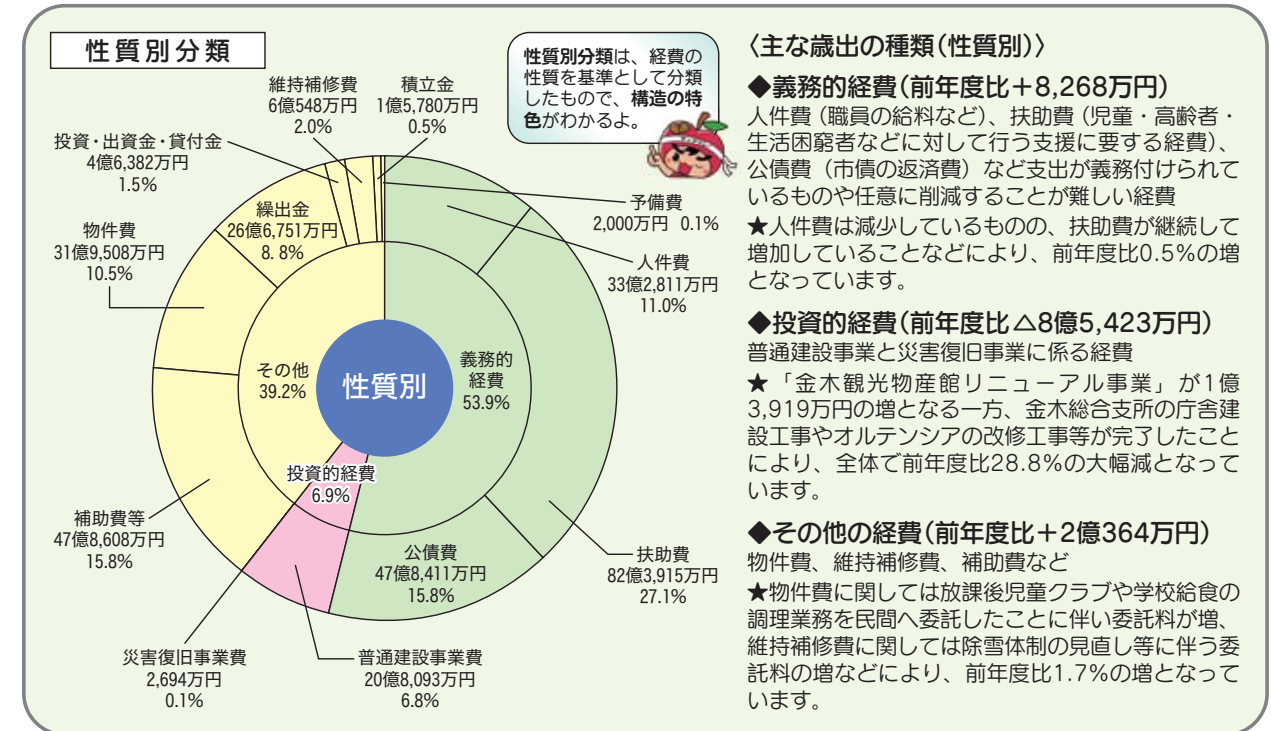 性質別分類
性質別分類は、経費の
性質を基準として分類
したもので、構造の特
色がわかるよ。
維持補修費
6億548万円
2.0%
積立金
1億5,780万円
0.5%
投資・出資金・貸付金
4億6,382万円
1.5%
繰出金
26億6,751万円
8.8%
物件費
31億9,508万円
10.5%
予備費
2,000万円 0.1%
人件費
33億2,811万円
11.0%
その他
39.2%
性質別
義務的
経費
53.9%
投資的経費
6.9%
補助費等
47億8,608万円
15.8%
公債費
47億8,411万円
15.8%
扶助費
82億3,915万円
27.1%
災害復旧事業費
2,694万円
0.1%
普通建設事業費
20億8,093万円
6.8%
〈主な歳出の種類(性質別)〉
◆義務的経費(前年度比+8,268万円)
人件費(職員の給料など)、扶助費(児童・高齢者・
生活困窮者などに対して行う支援に要する経費)、
公債費(市債の返済費)など支出が義務付けられて
いるものや任意に削減することが難しい経費
★人件費は減少しているものの、扶助費が継続して
増加していることなどにより、前年度比0.5%の増
となっています。
◆投資的経費(前年度比△8億5,423万円)
普通建設事業と災害復旧事業に係る経費
★「金木観光物産館リニューアル事業」が1億
3,919万円の増となる一方、金木総合支所の庁舎建
設工事やオルテンシアの改修工事等が完了したこと
により、全体で前年度比28.8%の大幅減となって
います。
◆その他の経費(前年度比+2億364万円)
物件費、維持補修費、補助費など
★物件費に関しては放課後児童クラブや学校給食の
調理業務を民間へ委託したことに伴い委託料が増、
維持補修費に関しては除雪体制の見直し等に伴う委
託料の増などにより、前年度比1.7%の増となって
います。